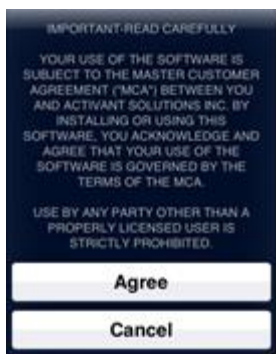 IMPORTANT-READ CAREFULLY
YOUR USE OF THE SOFTWARE IS
SUBJECT TO THE MASTER CUSTOMER
AGREEMENT ("MCA") BETWEEN YOU
AND ACTIVANT SOLUTIONS INC. BY
INSTALLING OR USING THIS
SOFTWARE, YOU ACKNOWLEDGE AND
AGREE THAT YOUR USE OF THE
SOFTWARE IS GOVERNED BY THE
TERMS OF THE MCA.
USE BY ANY PARTY OTHER THAN A
PROPERLY LICENSED USER IS
STRICTLY PROHIBITED.
Agree
Cancel